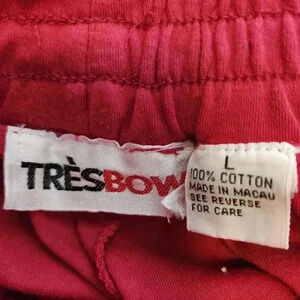 TRÈSBOW
L
100% COTTON
MADE IN MACAU
SEE REVERSE
FOR CARE